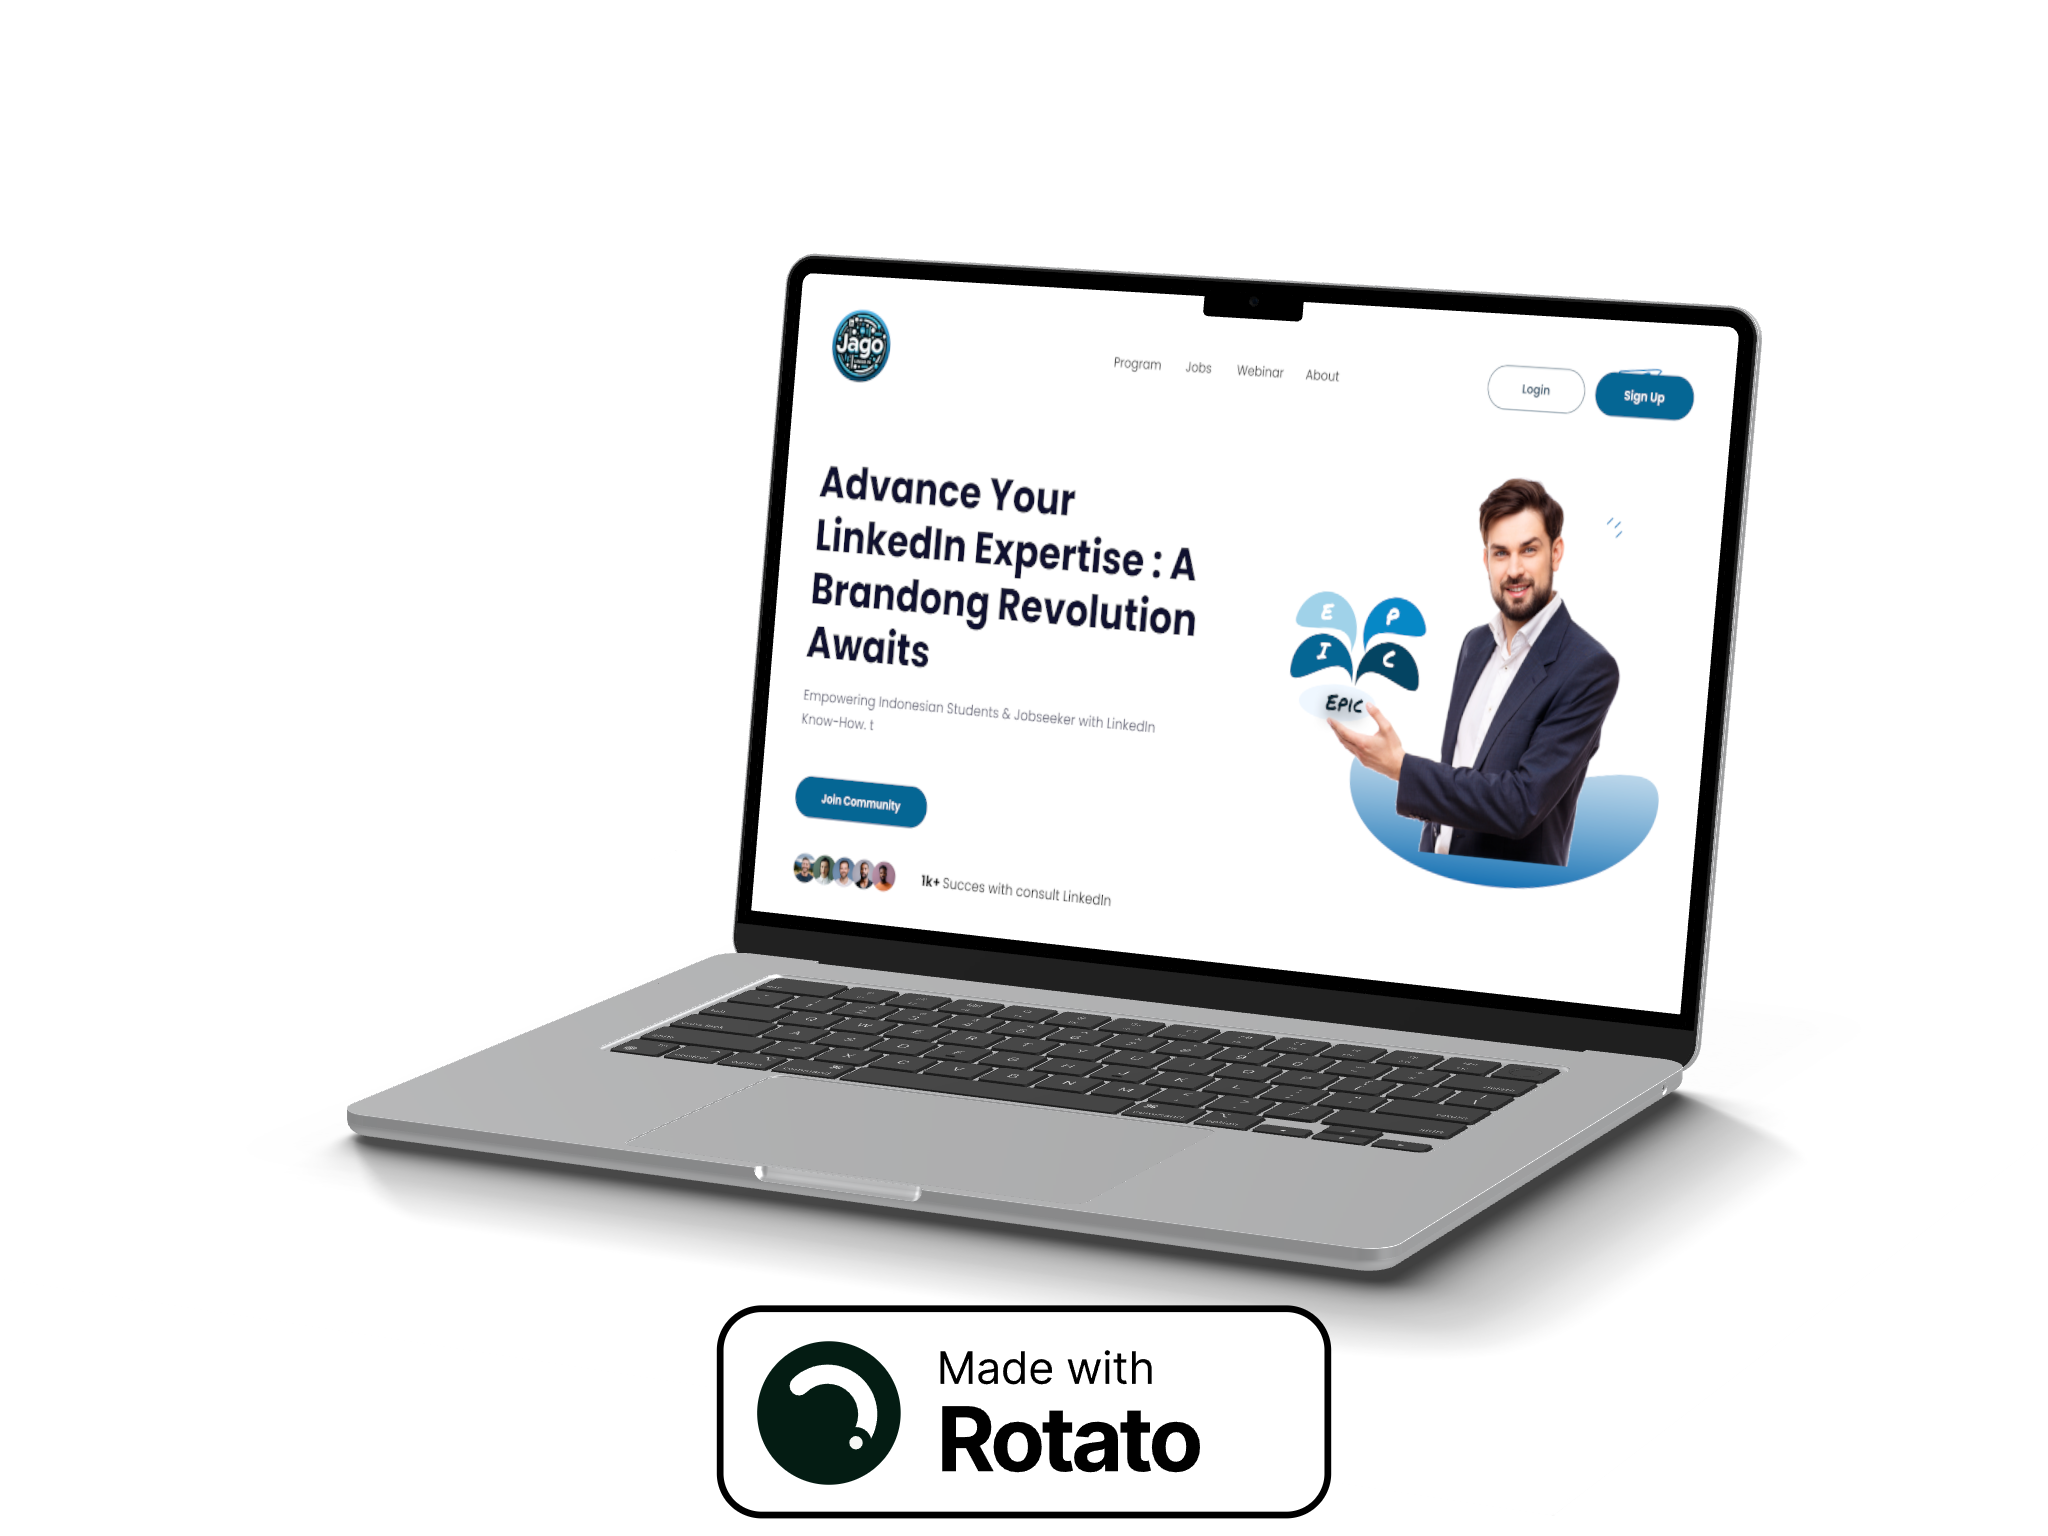 Jago
Program Jobs Webinar About
Login
Sign Up
Advance Your
LinkedIn Expertise : A
Brandong Revolution
Awaits
Empowering Indonesian Students & Jobseeker with LinkedIn
Know-How. t
Join Community
1k+ Succes with consult LinkedIn
E P
I C
EPIC
Q W E R T Y U I O P
A S D F G H J K L
Z X C V B N M
Made with
Rotato